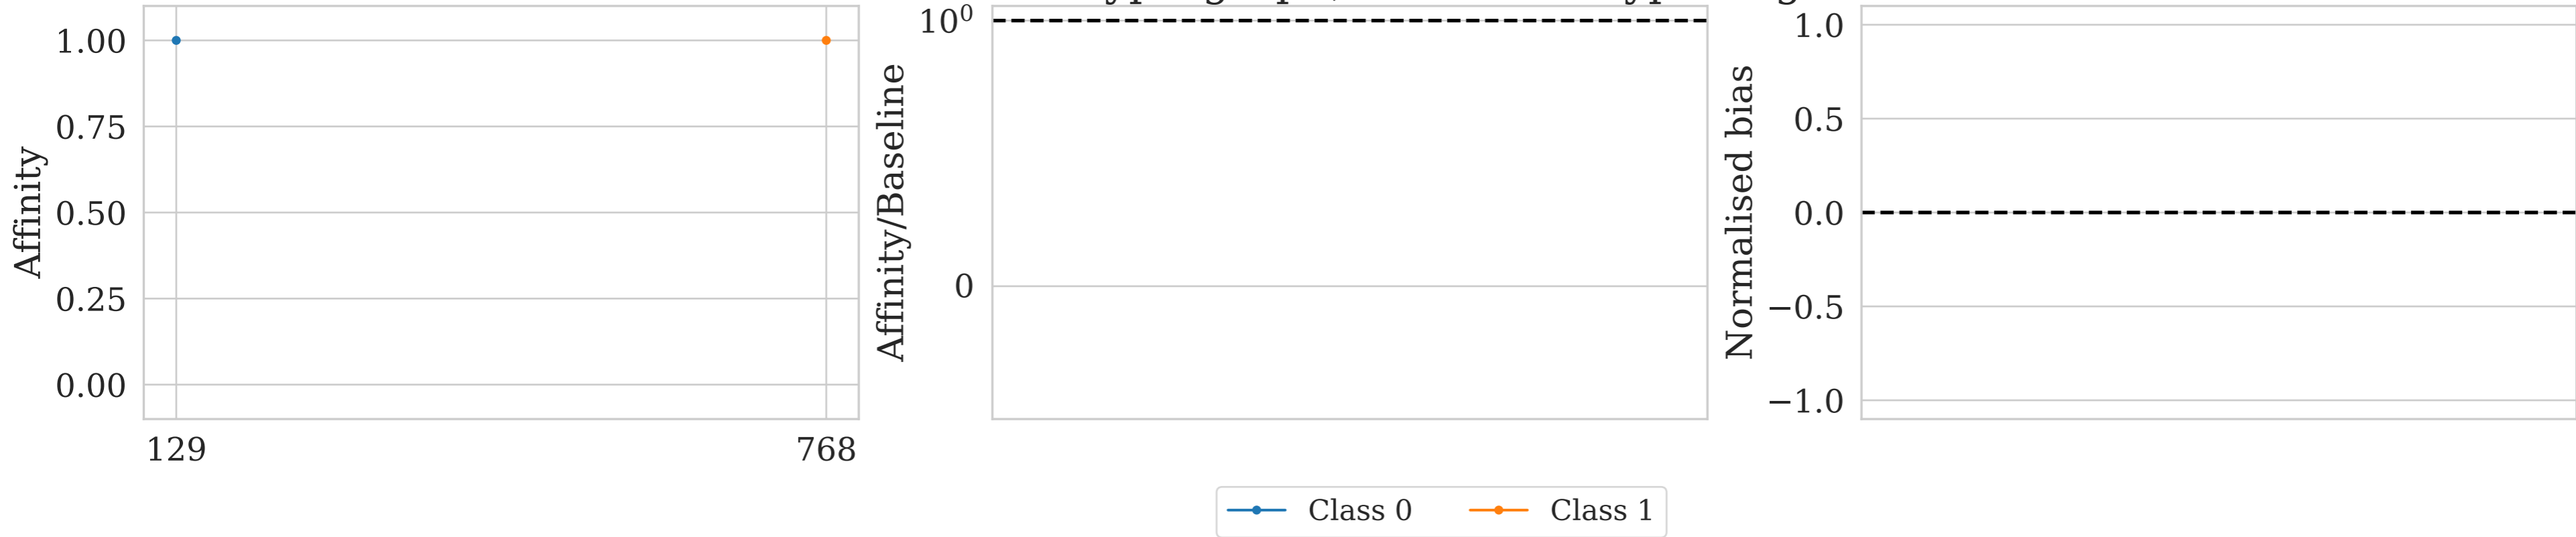 Affinity
1.00
0.75
0.50
0.25
0.00
129
768
Affinity/Baseline
10⁰
0
Normalised bias
1.0
0.5
0.0
−0.5
−1.0
Class 0
Class 1